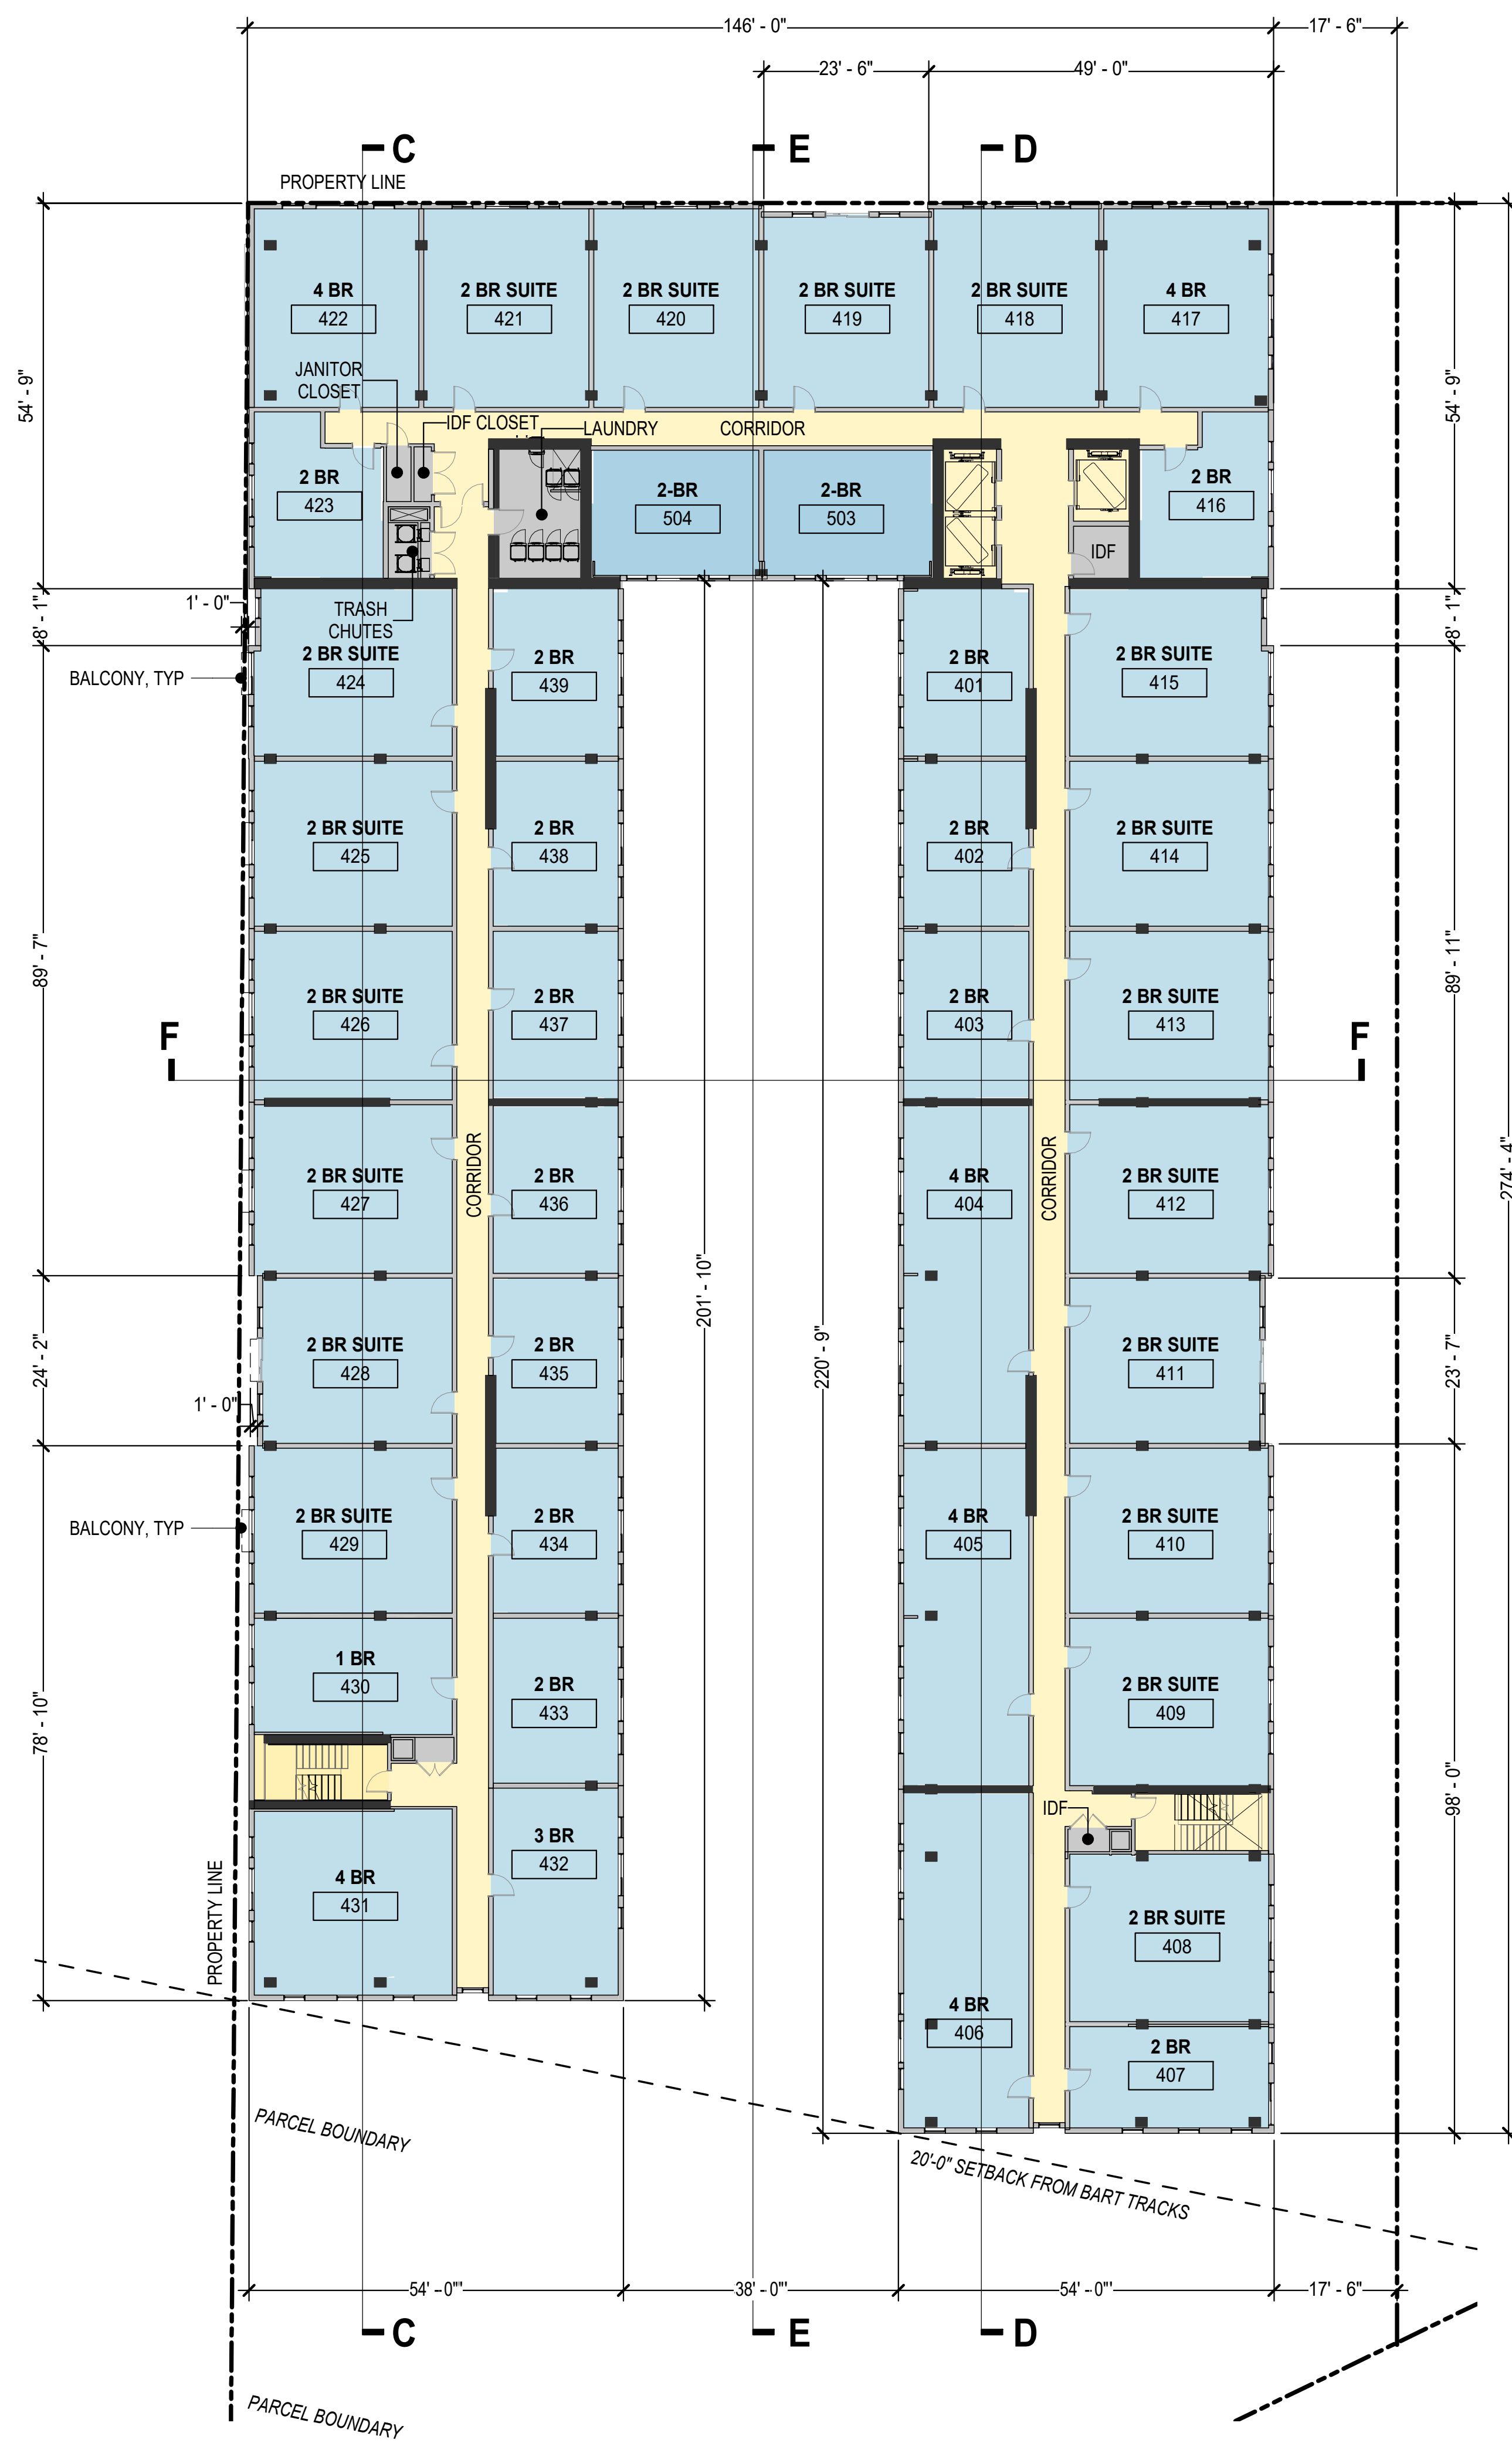 146' - 0"
17' - 6"
23' - 6"
49' - 0"
C
E
D
PROPERTY LINE
4 BR
422
2 BR SUITE
421
2 BR SUITE
420
2 BR SUITE
419
2 BR SUITE
418
4 BR
417
54' - 9"
54' - 9"
JANITOR
CLOSET
IDF CLOSET
LAUNDRY
CORRIDOR
2 BR
423
2-BR
504
2-BR
503
IDF
2 BR
416
1' - 0"
8' - 1"
8' - 1"
TRASH
CHUTES
BALCONY, TYP
2 BR SUITE
424
2 BR
439
2 BR
401
2 BR SUITE
415
2 BR SUITE
425
2 BR
438
2 BR
402
2 BR SUITE
414
89' - 7"
89' - 11"
2 BR SUITE
426
2 BR
437
2 BR
403
2 BR SUITE
413
F
F
CORRIDOR
CORRIDOR
274' - 4"
2 BR SUITE
427
2 BR
436
4 BR
404
2 BR SUITE
412
201' - 10"
220' - 9"
24' - 2"
23' - 7"
2 BR SUITE
428
2 BR
435
2 BR SUITE
411
1' - 0"
BALCONY, TYP
2 BR SUITE
429
2 BR
434
4 BR
405
2 BR SUITE
410
1 BR
430
2 BR
433
2 BR SUITE
409
78' - 10"
98' - 0"
IDF
3 BR
432
4 BR
431
PROPERTY LINE
2 BR SUITE
408
4 BR
406
2 BR
407
PARCEL BOUNDARY
20'-0" SETBACK FROM BART TRACKS
54' - 0"'
38' - 0"'
54' - 0"'
17' - 6"
C
E
D
PARCEL BOUNDARY